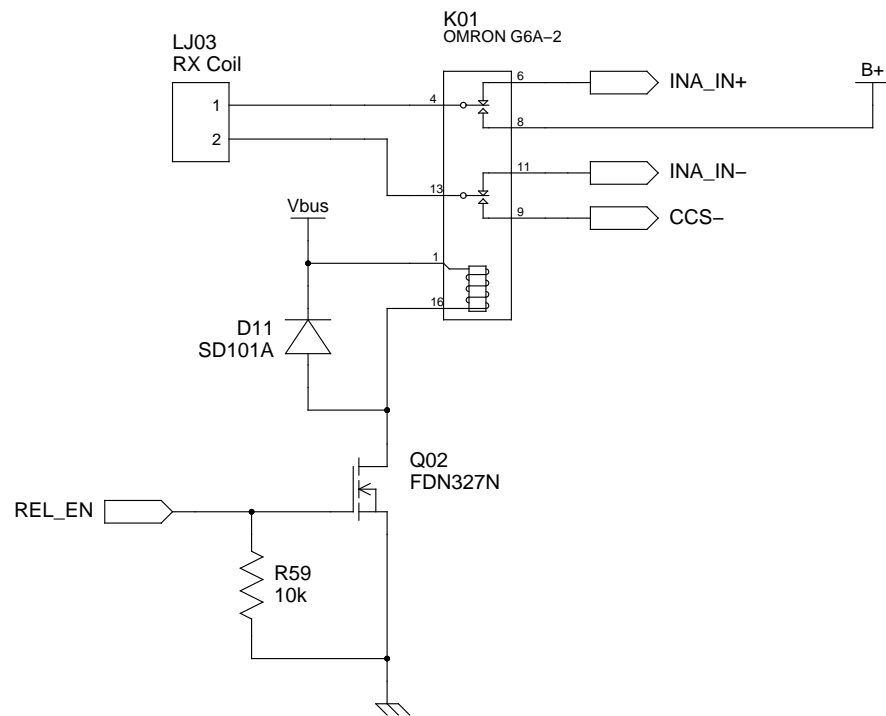 K01
OMRON G6A−2
LJ03
RX Coil
1
2
4
6
INA_IN+
8
B+
11
INA_IN−
13
9
CCS−
Vbus
1
16
D11
SD101A
Q02
FDN327N
REL_EN
R59
10k